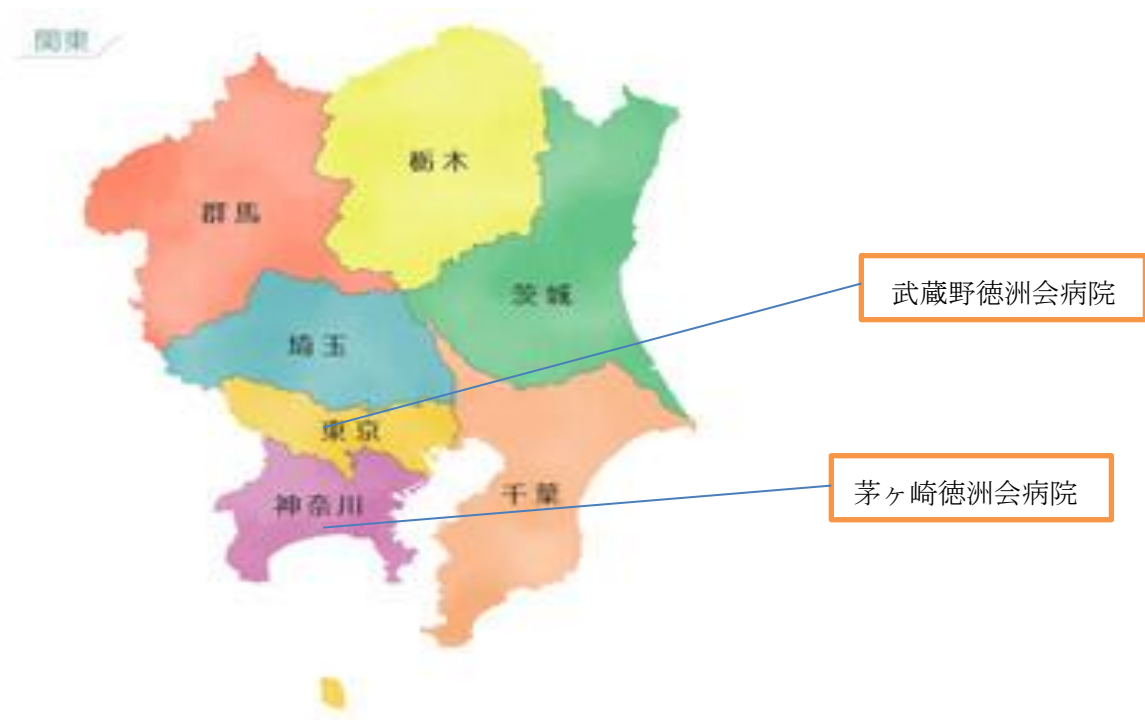 関東
栃木
群馬
茨城
武蔵野徳洲会病院
埼玉
東京
千葉
茅ヶ崎徳洲会病院
神奈川